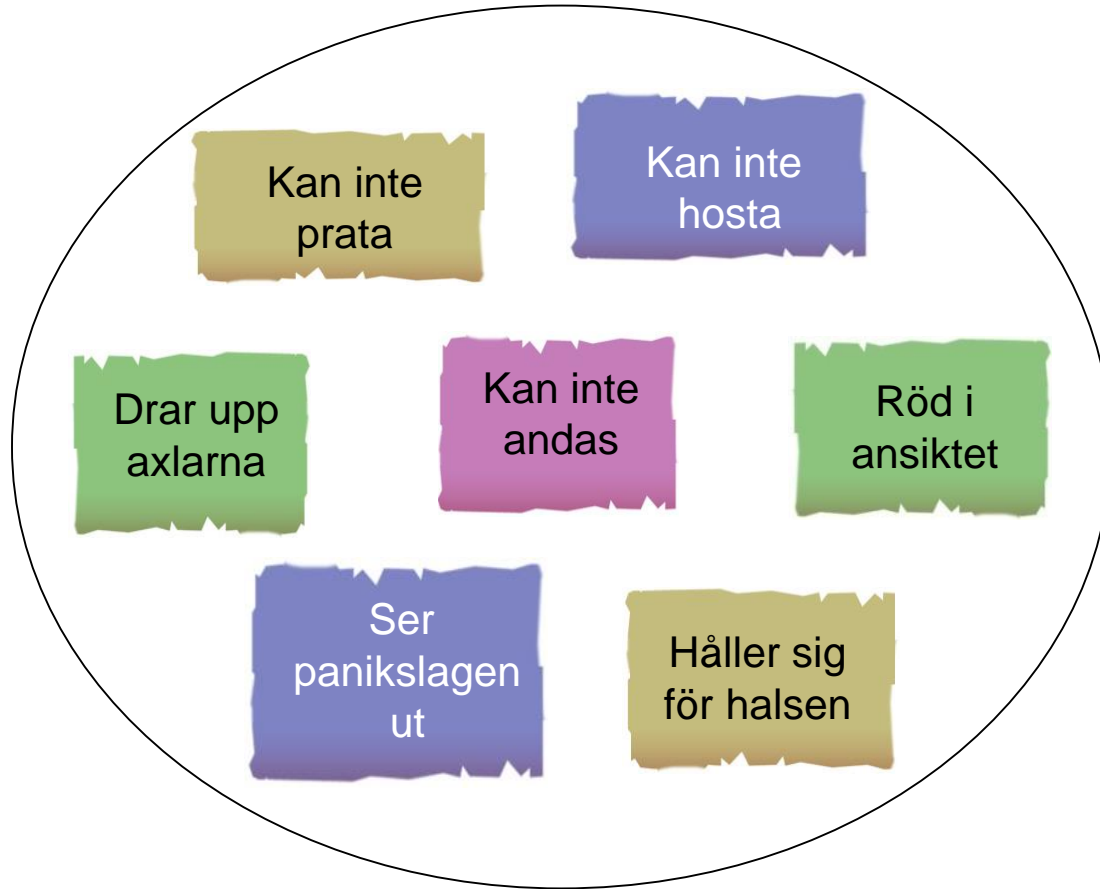 Kan inte
prata
Kan inte
hosta
Drar upp
axlarna
Kan inte
andas
Röd i
ansiktet
Ser
panikslagen
ut
Håller sig
för halsen